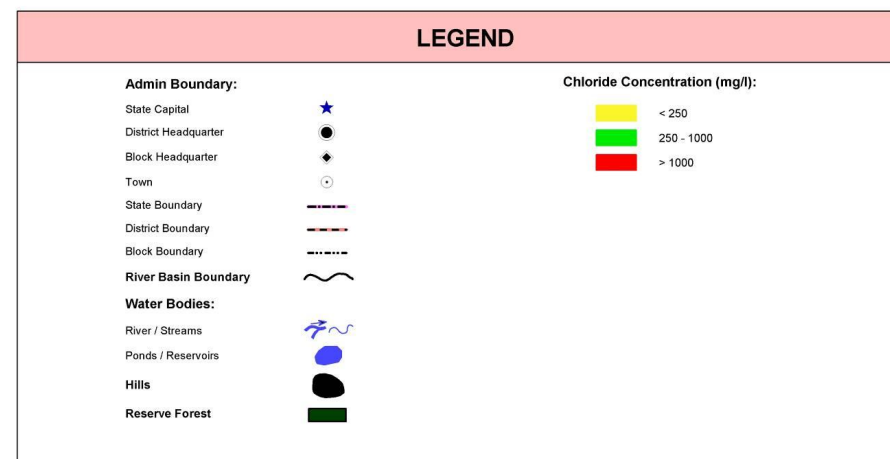 LEGEND
Admin Boundary:
State Capital
District Headquarter
Block Headquarter
Town
State Boundary
District Boundary
Block Boundary
River Basin Boundary
Water Bodies:
River / Streams
Ponds / Reservoirs
Hills
Reserve Forest
Chloride Concentration (mg/l):
< 250
250 - 1000
> 1000